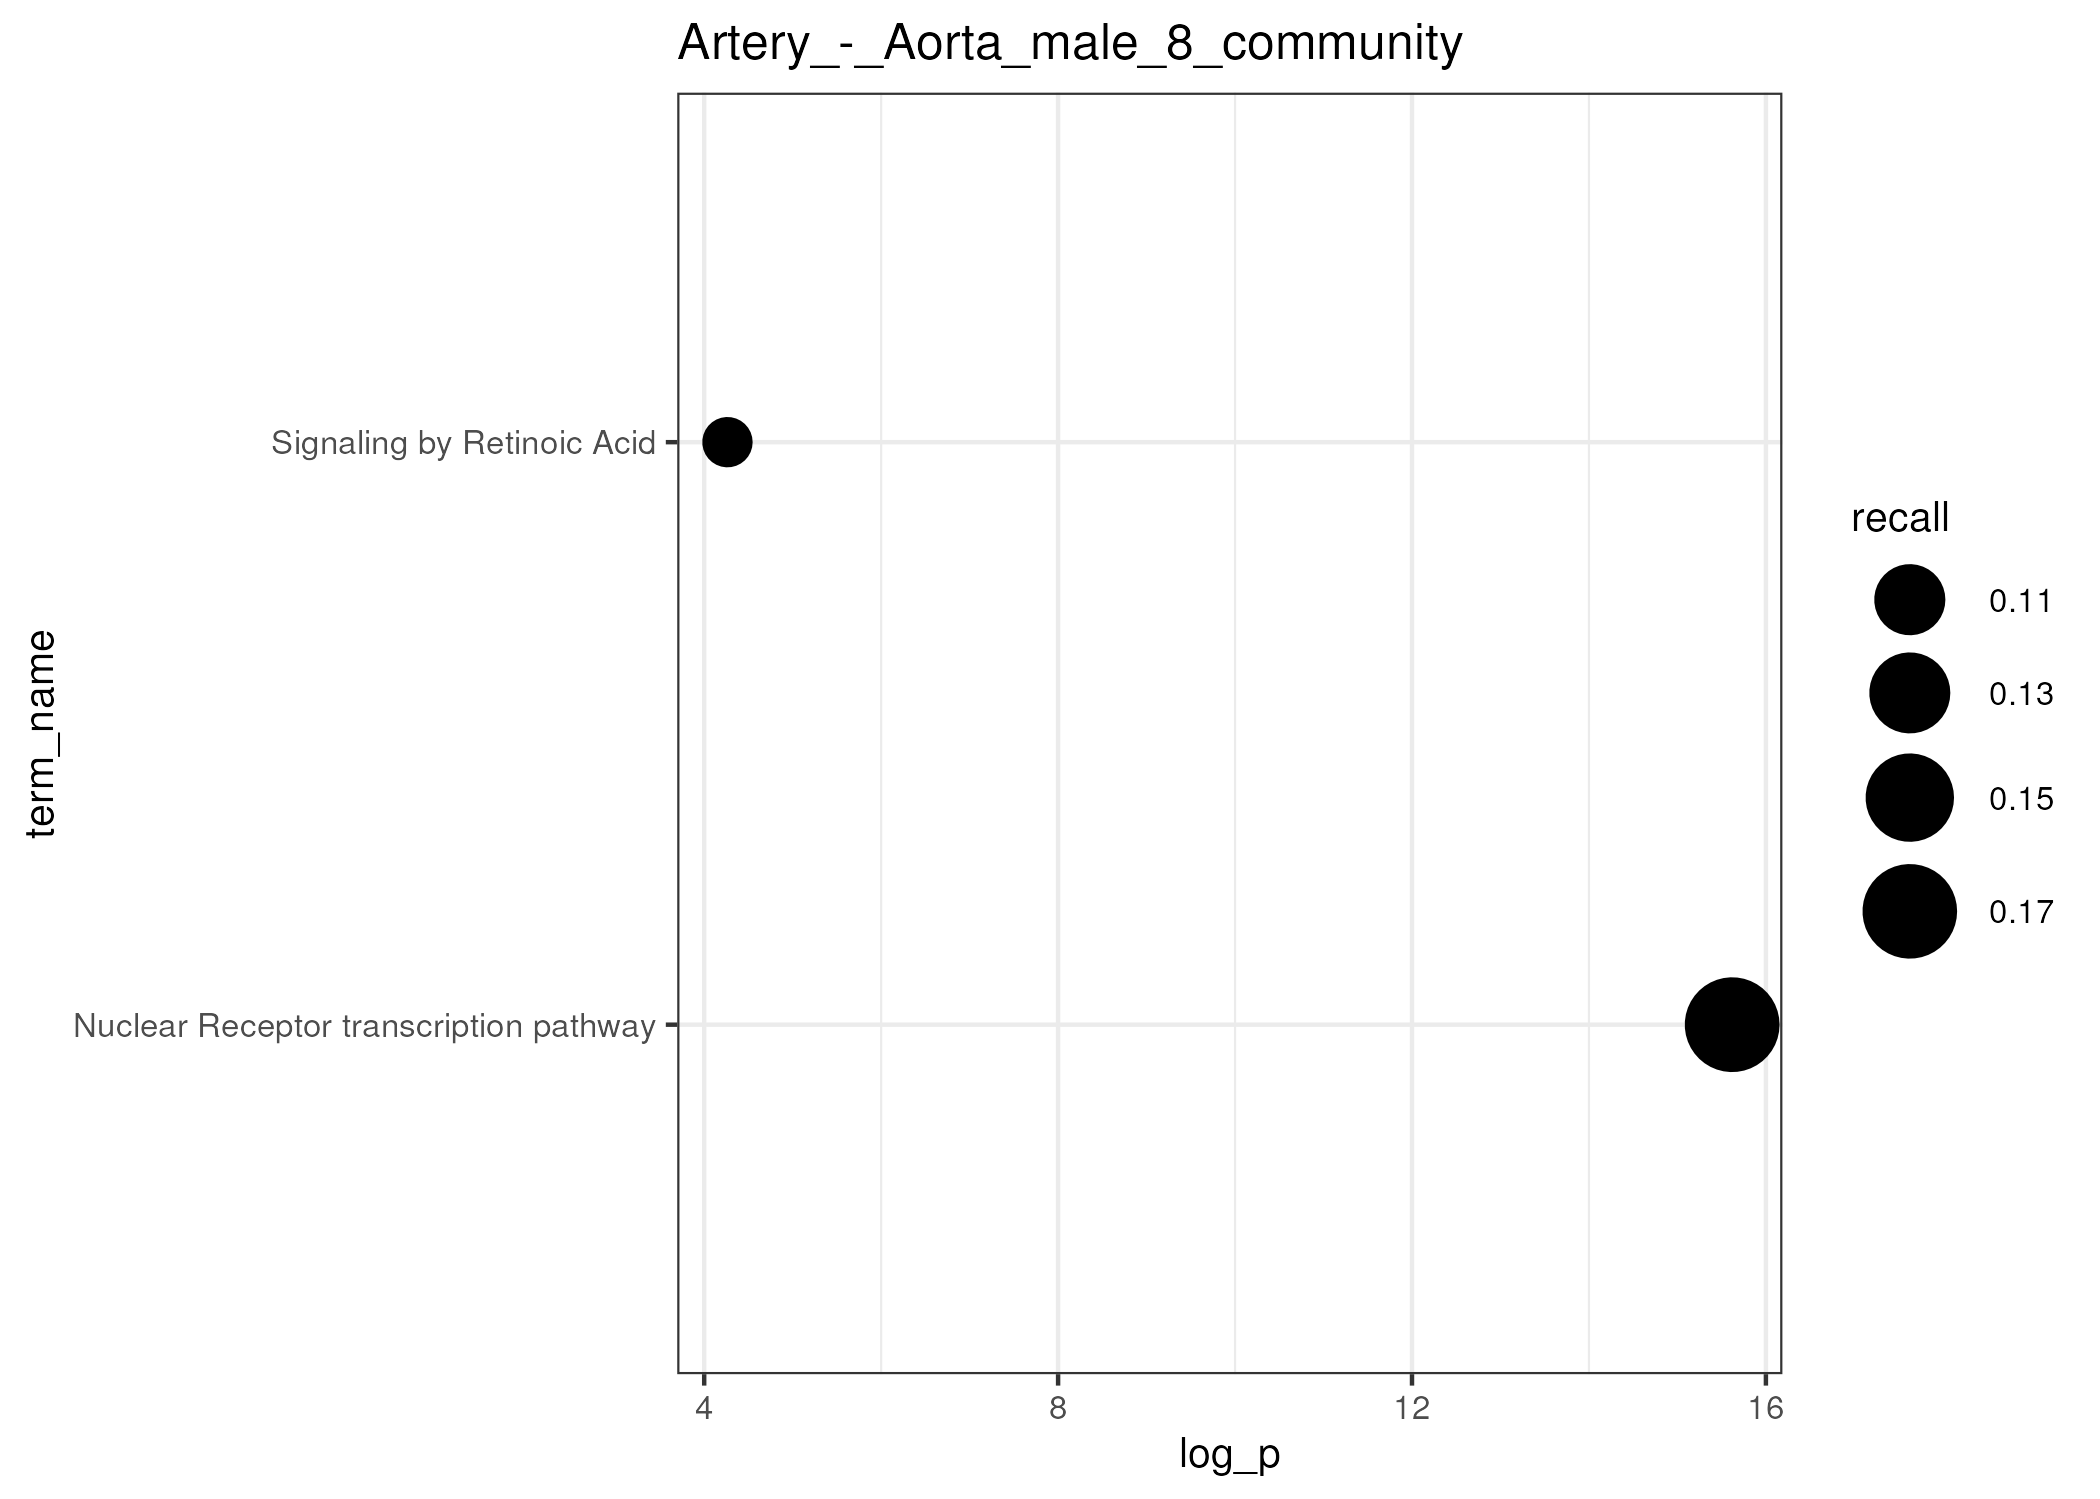 Artery_-_Aorta_male_8_community
term_name
Signaling by Retinoic Acid
Nuclear Receptor transcription pathway
4 8 12 16
log_p
recall
0.11
0.13
0.15
0.17